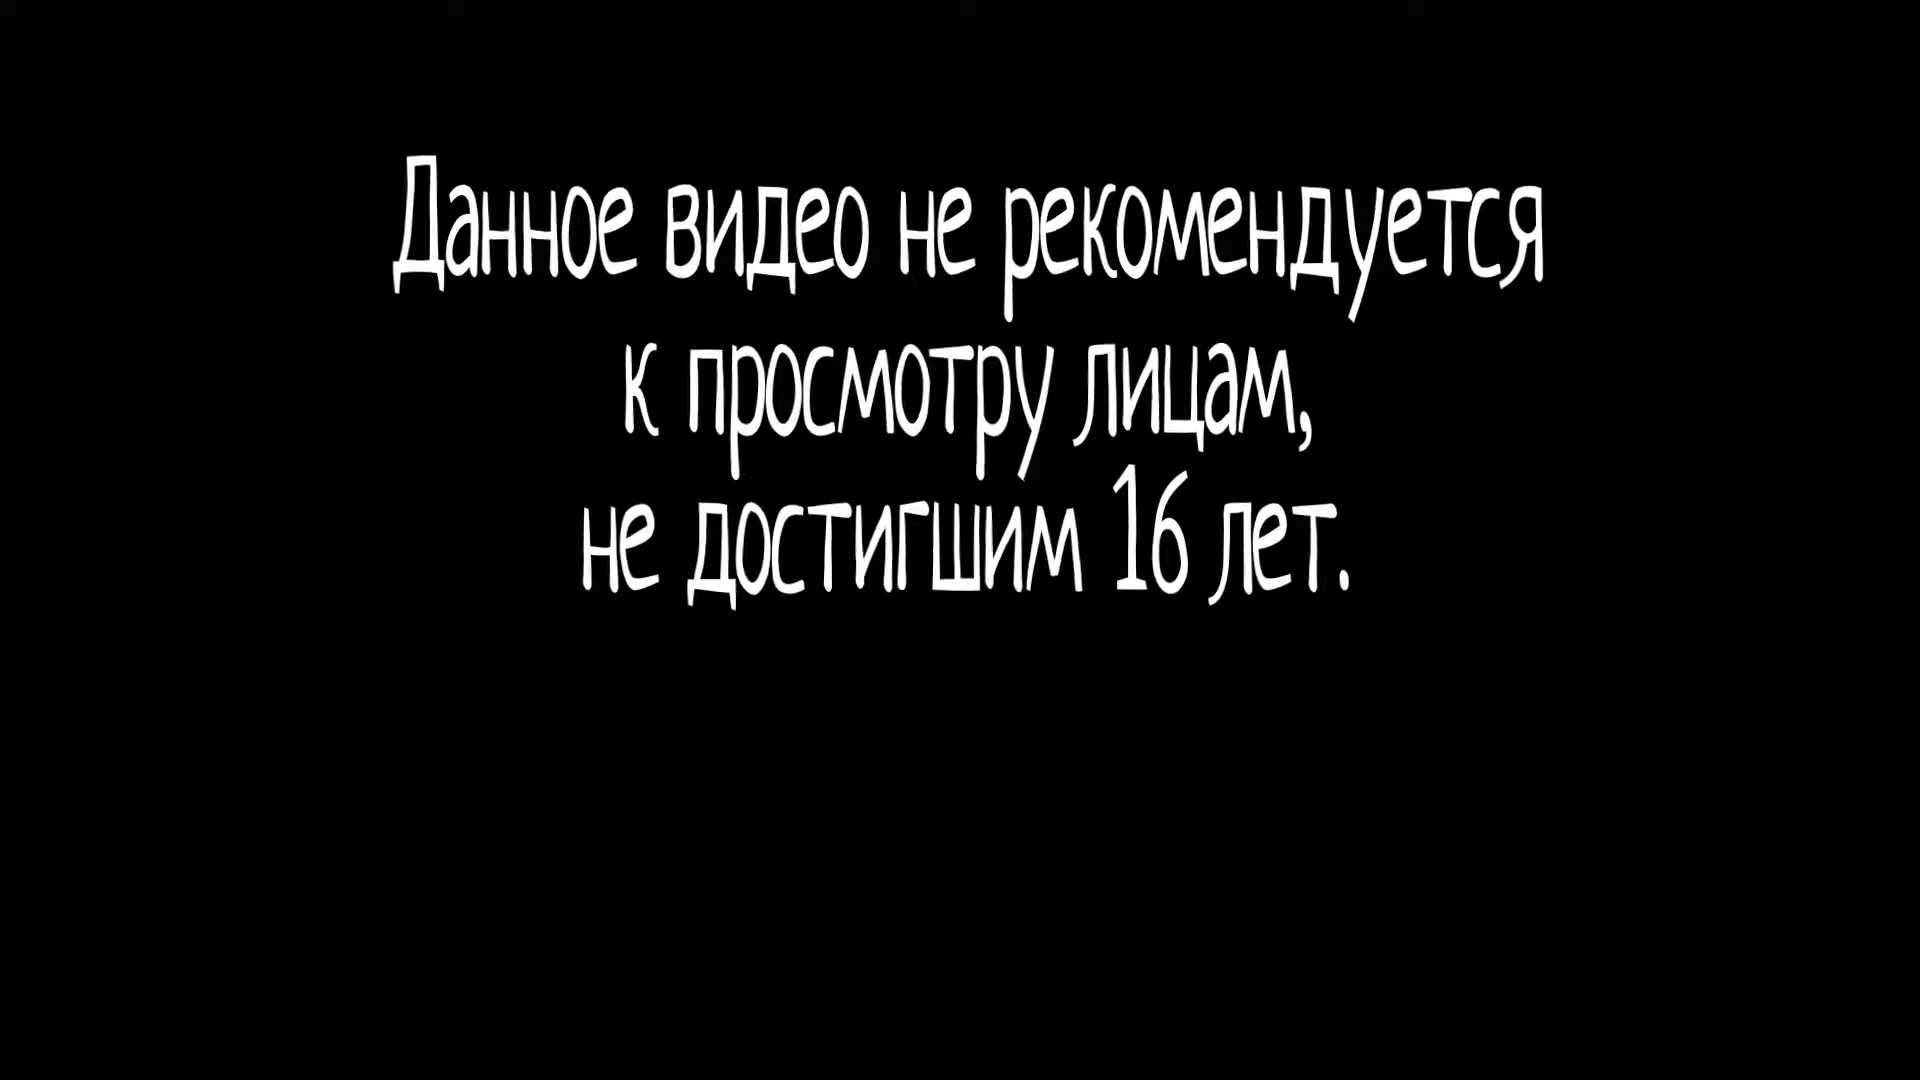 Данное видео не рекомендуется
к просмотру лицам,
не достигшим 16 лет.